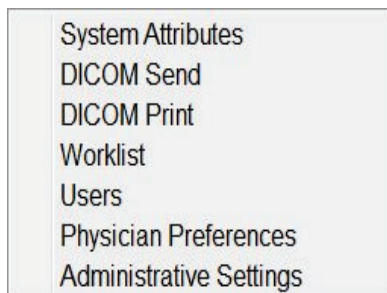 System Attributes
DICOM Send
DICOM Print
Worklist
Users
Physician Preferences
Administrative Settings